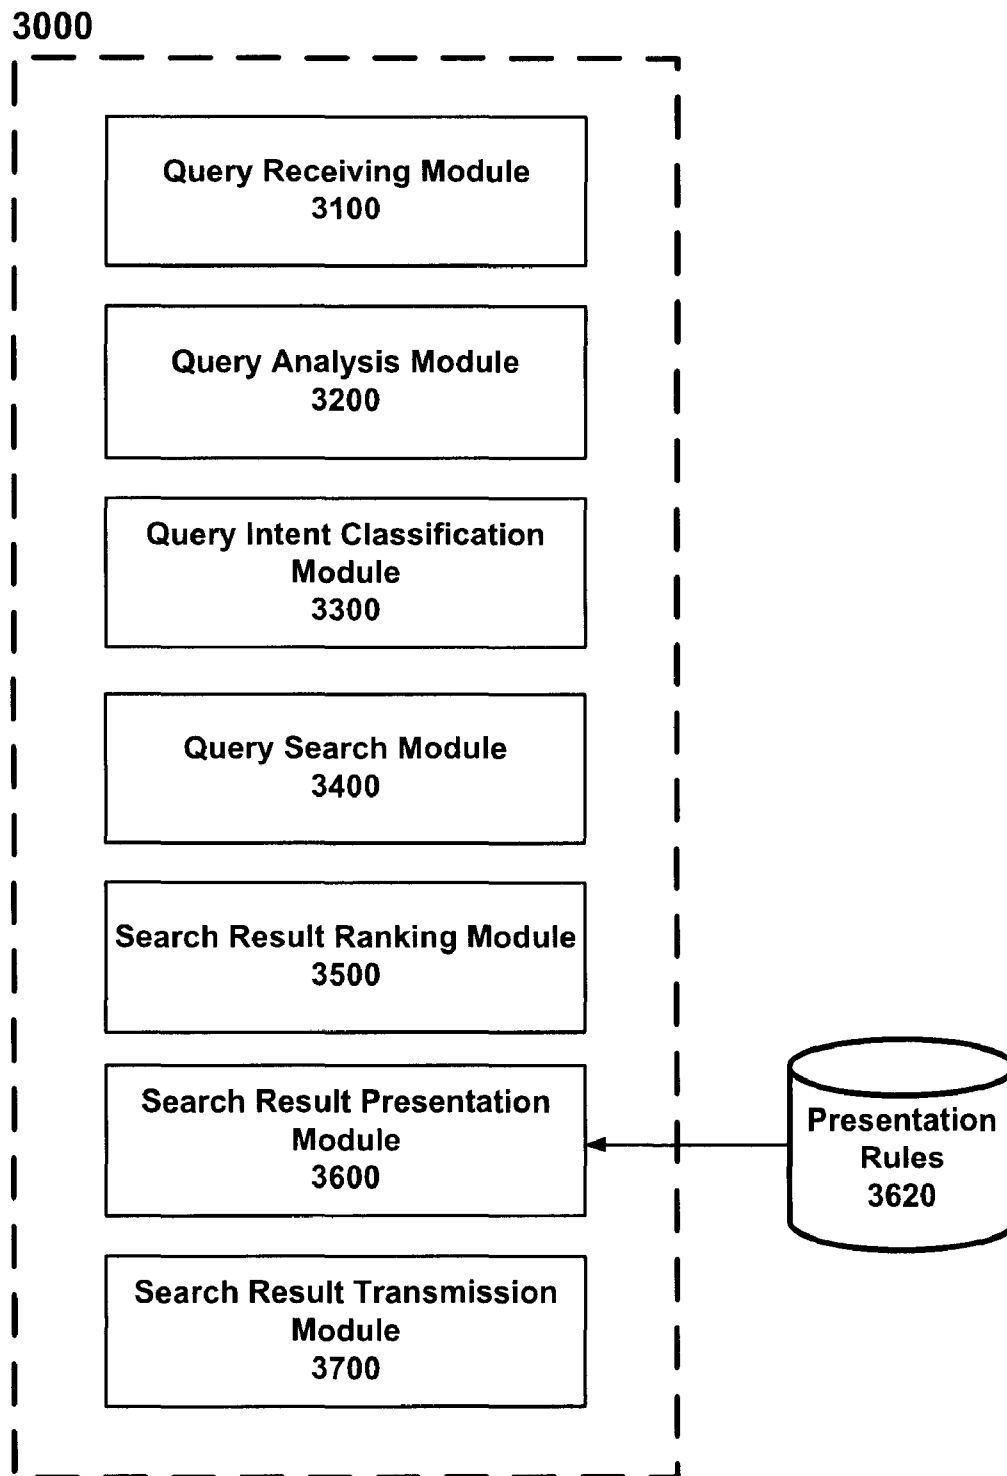 3000
Query Receiving Module
3100
Query Analysis Module
3200
Query Intent Classification
Module
3300
Query Search Module
3400
Search Result Ranking Module
3500
Search Result Presentation
Module
3600
Presentation
Rules
3620
Search Result Transmission
Module
3700